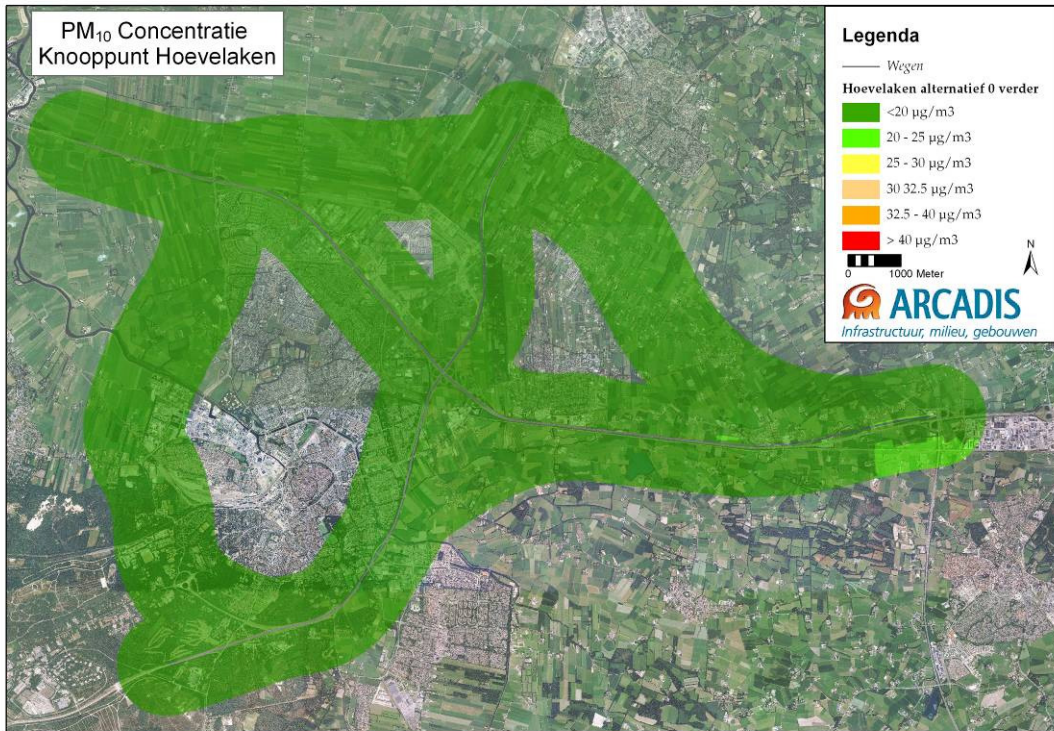 PM₁₀ Concentratie
Knooppunt Hoevelaken
Legenda
Wegen
Hoevelaken alternatief 0 verder
<20 µg/m3
20 - 25 µg/m3
25 - 30 µg/m3
30 32.5 µg/m3
32.5 - 40 µg/m3
> 40 µg/m3
N
0 1000 Meter
ARCADIS
Infrastructuur, milieu, gebouwen